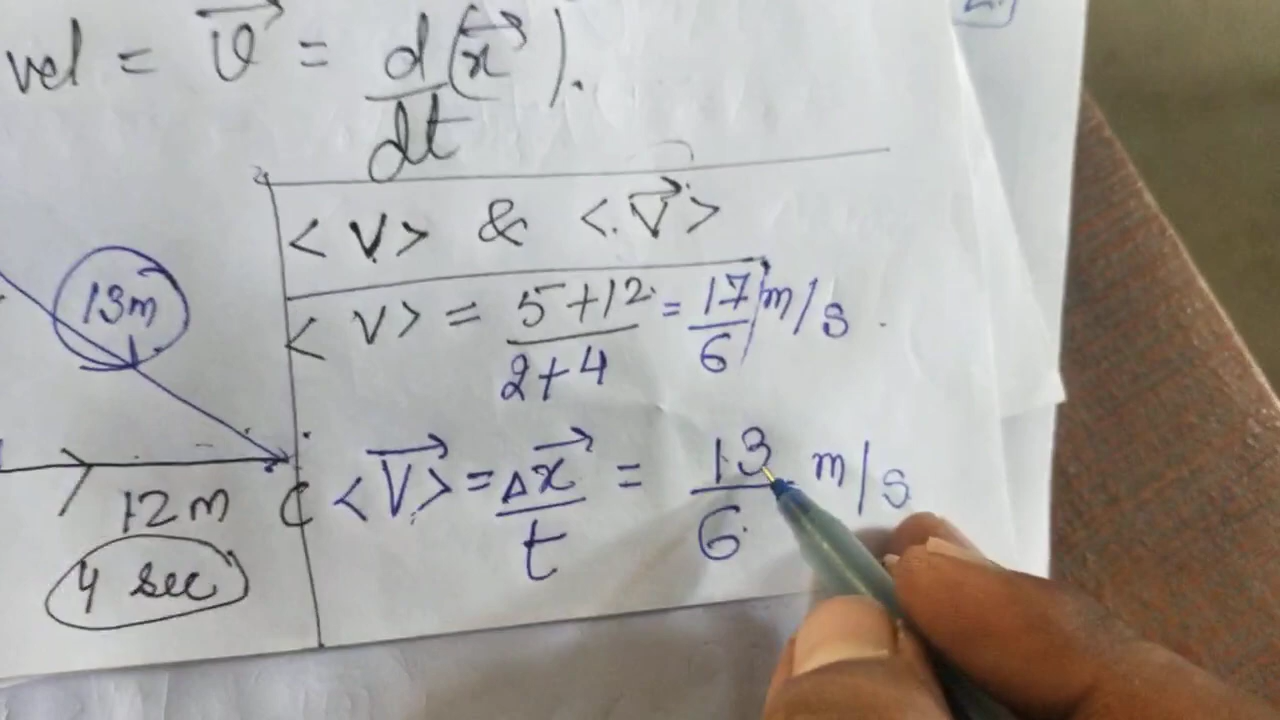 vel = v⃗ = d(x⃗)/dt.
<V> & <V⃗>
<V> = 5+12/2+4 = 17/6 m/s.
13m
<V⃗> = Δx⃗/t = 13/6 m/s
12m C
4 sec